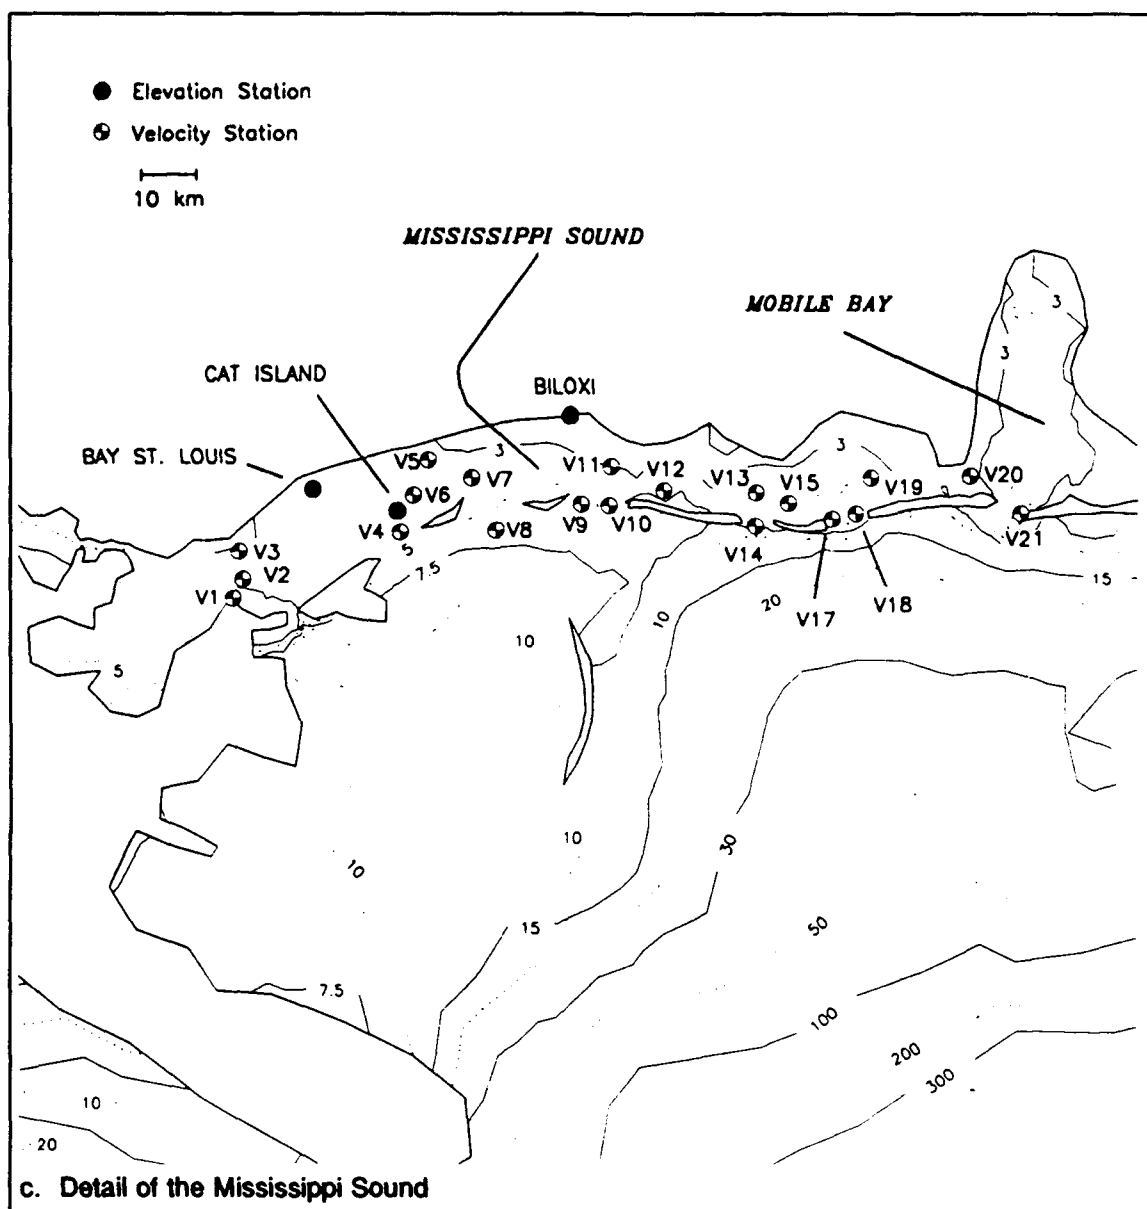 Elevation Station
Velocity Station
10 km
MISSISSIPPI SOUND
MOBILE BAY
3
3
CAT ISLAND
BILOXI
BAY ST. LOUIS
3
3
V5
V7
V11
V12
V13
V15
V19
V20
V6
V4
5
V8
V9
V10
V14
V21
V3
V2
V1
7.5
V17
V18
15
20
10
10
5
10
10
30
15
50
7.5
100
200
300
10
20
c. Detail of the Mississippi Sound